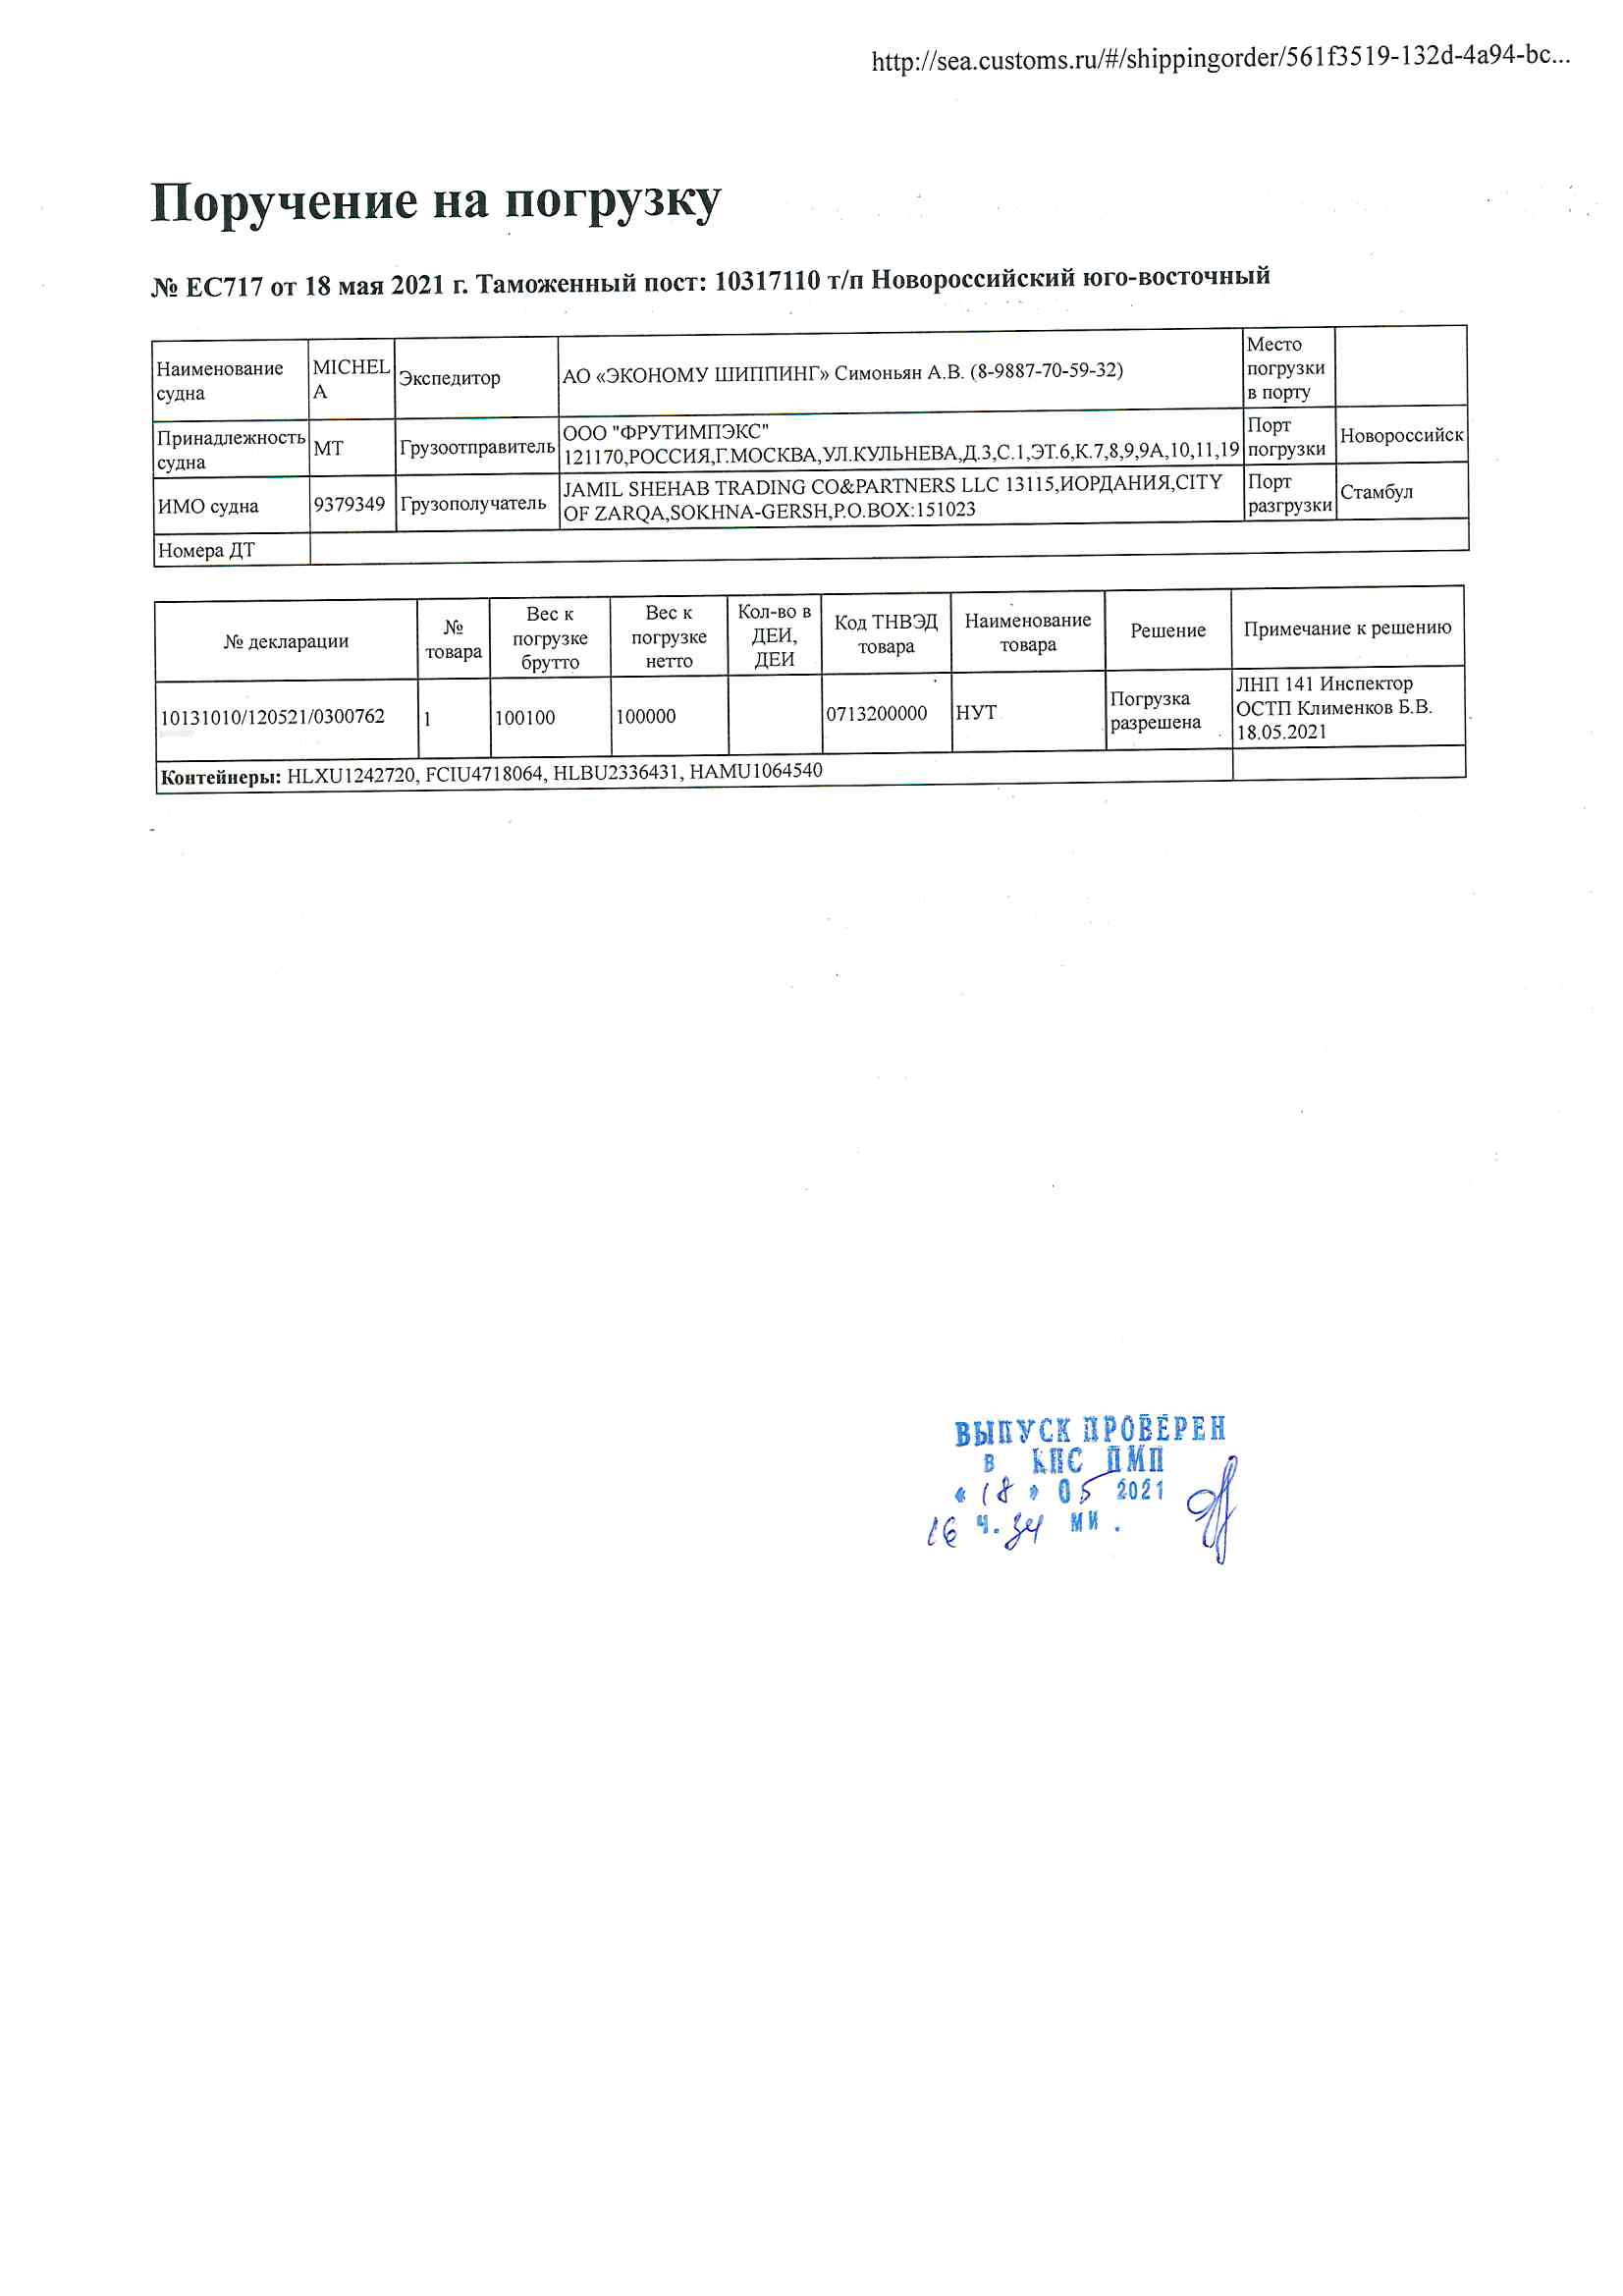 http://sea.customs.ru/#/shippingorder/561f3519-132d-4a94-bc...
Поручение на погрузку
№ EC717 от 18 мая 2021 г. Таможенный пост: 10317110 т/п Новороссийский юго-восточный
Наименование судна MICHELA Экспедитор АО «ЭКОНОМУ ШИППИНГ» Симоньян А.В. (8-9887-70-59-32) Место погрузки в порту
Принадлежность судна MT Грузоотправитель ООО "ФРУТИМПЭКС" 121170,РОССИЯ,Г.МОСКВА,УЛ.КУЛЬНЕВА,Д.3,С.1,ЭТ.6,К.7,8,9,9А,10,11,19 Порт погрузки Новороссийск
ИМО судна 9379349 Грузополучатель JAMIL SHEHAB TRADING CO&PARTNERS LLC 13115,ИОРДАНИЯ,CITY OF ZARQA,SOKHNA-GERSH,P.O.BOX:151023 Порт разгрузки Стамбул
Номера ДТ
№ декларации № товара Вес к погрузке брутто Вес к погрузке нетто Кол-во в ДЕИ, ДЕИ Код ТНВЭД товара Наименование товара Решение Примечание к решению
10131010/120521/0300762 1 100100 100000 0713200000 НУТ Погрузка разрешена ЛНП 141 Инспектор ОСТП Клименков Б.В. 18.05.2021
Контейнеры: HLXU1242720, FCIU4718064, HLBU2336431, HAMU1064540
ВЫПУСК ПРОВЕРЕН
в КПС ПМП
« 18 » 05 2021
16 ч. 34 ми .